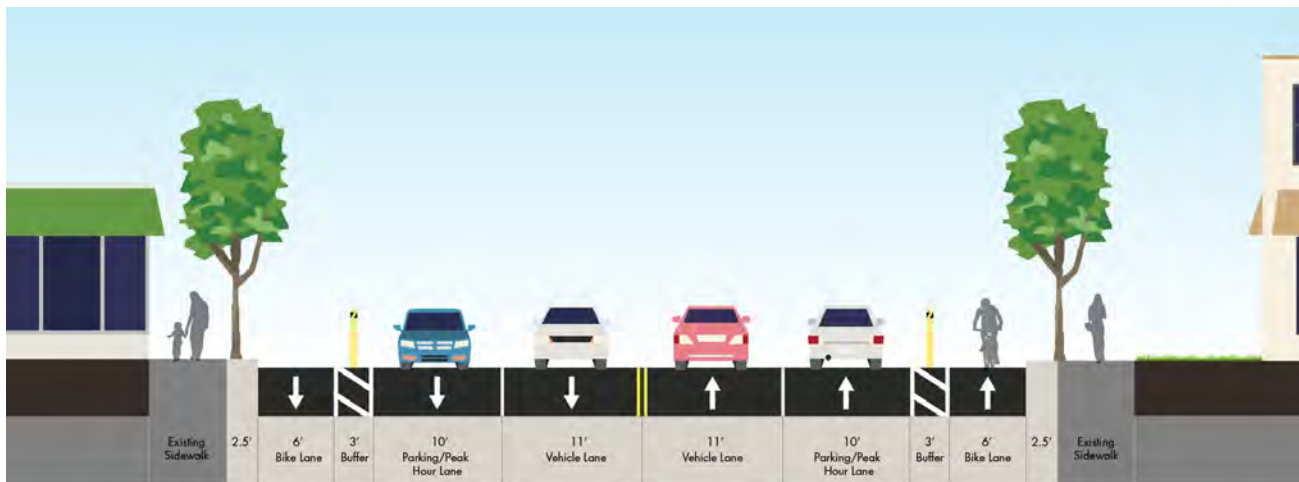 Existing
Sidewalk
2.5'
6'
Bike Lane
3'
Buffer
10'
Parking/Peak
Hour Lane
11'
Vehicle Lane
11'
Vehicle Lane
10'
Parking/Peak
Hour Lane
3'
Buffer
6'
Bike Lane
2.5'
Existing
Sidewalk